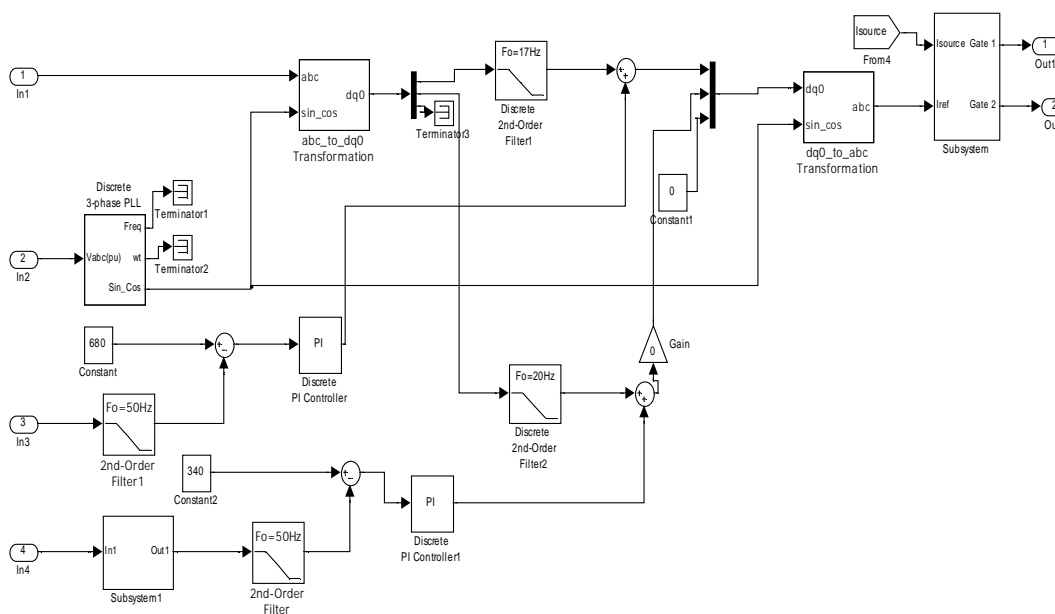 1
In1
abc
sin_cos
dq0
abc_to_dq0
Transformation
Terminator3
Fo=17Hz
Discrete
2nd-Order
Filter1
+
+
0
Constant1
dq0
sin_cos
abc
dq0_to_abc
Transformation
Isource
From4
Isource
Gate 1
Iref
Gate 2
Subsystem
1
Out1
2
Ou
Discrete
3-phase PLL
Freq
Vabc(pu)
wt
Sin_Cos
Terminator1
Terminator2
2
In2
680
Constant
+
-
PI
Discrete
PI Controller
0
Gain
3
In3
Fo=50Hz
2nd-Order
Filter1
Fo=20Hz
Discrete
2nd-Order
Filter2
+
+
340
Constant2
+
-
PI
Discrete
PI Controller1
4
In4
In1
Out1
Subsystem1
Fo=50Hz
2nd-Order
Filter